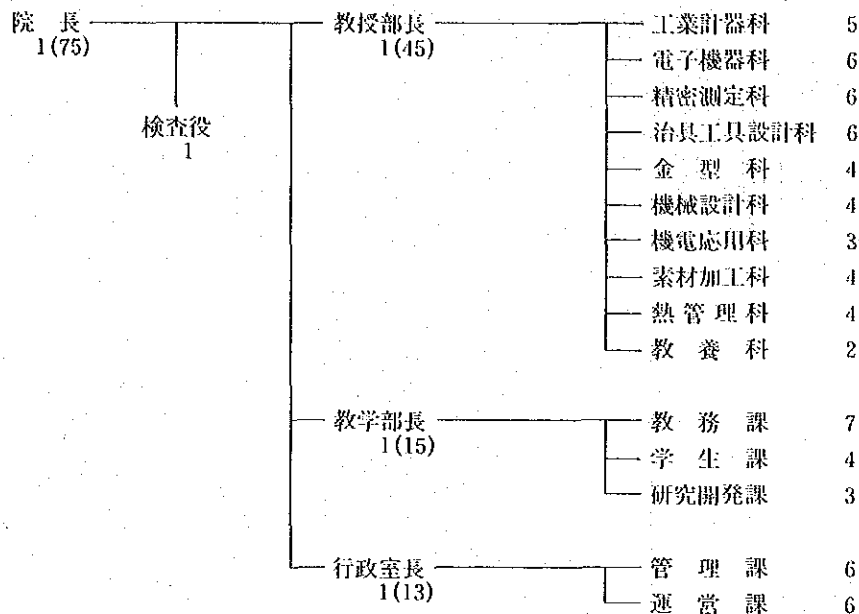 院長 教授部長 工業計器科 5
1(75) 1(45)
電子機器科 6
精密測定科 6
検査役 治具工具設計科 6
1
金型科 4
機械設計科 4
機電応用科 3
素材加工科 4
熱管理科 4
教養科 2
教学部長 教務課 7
1(15)
学生課 4
研究開発課 3
行政室長 管理課 6
1(13)
運営課 6